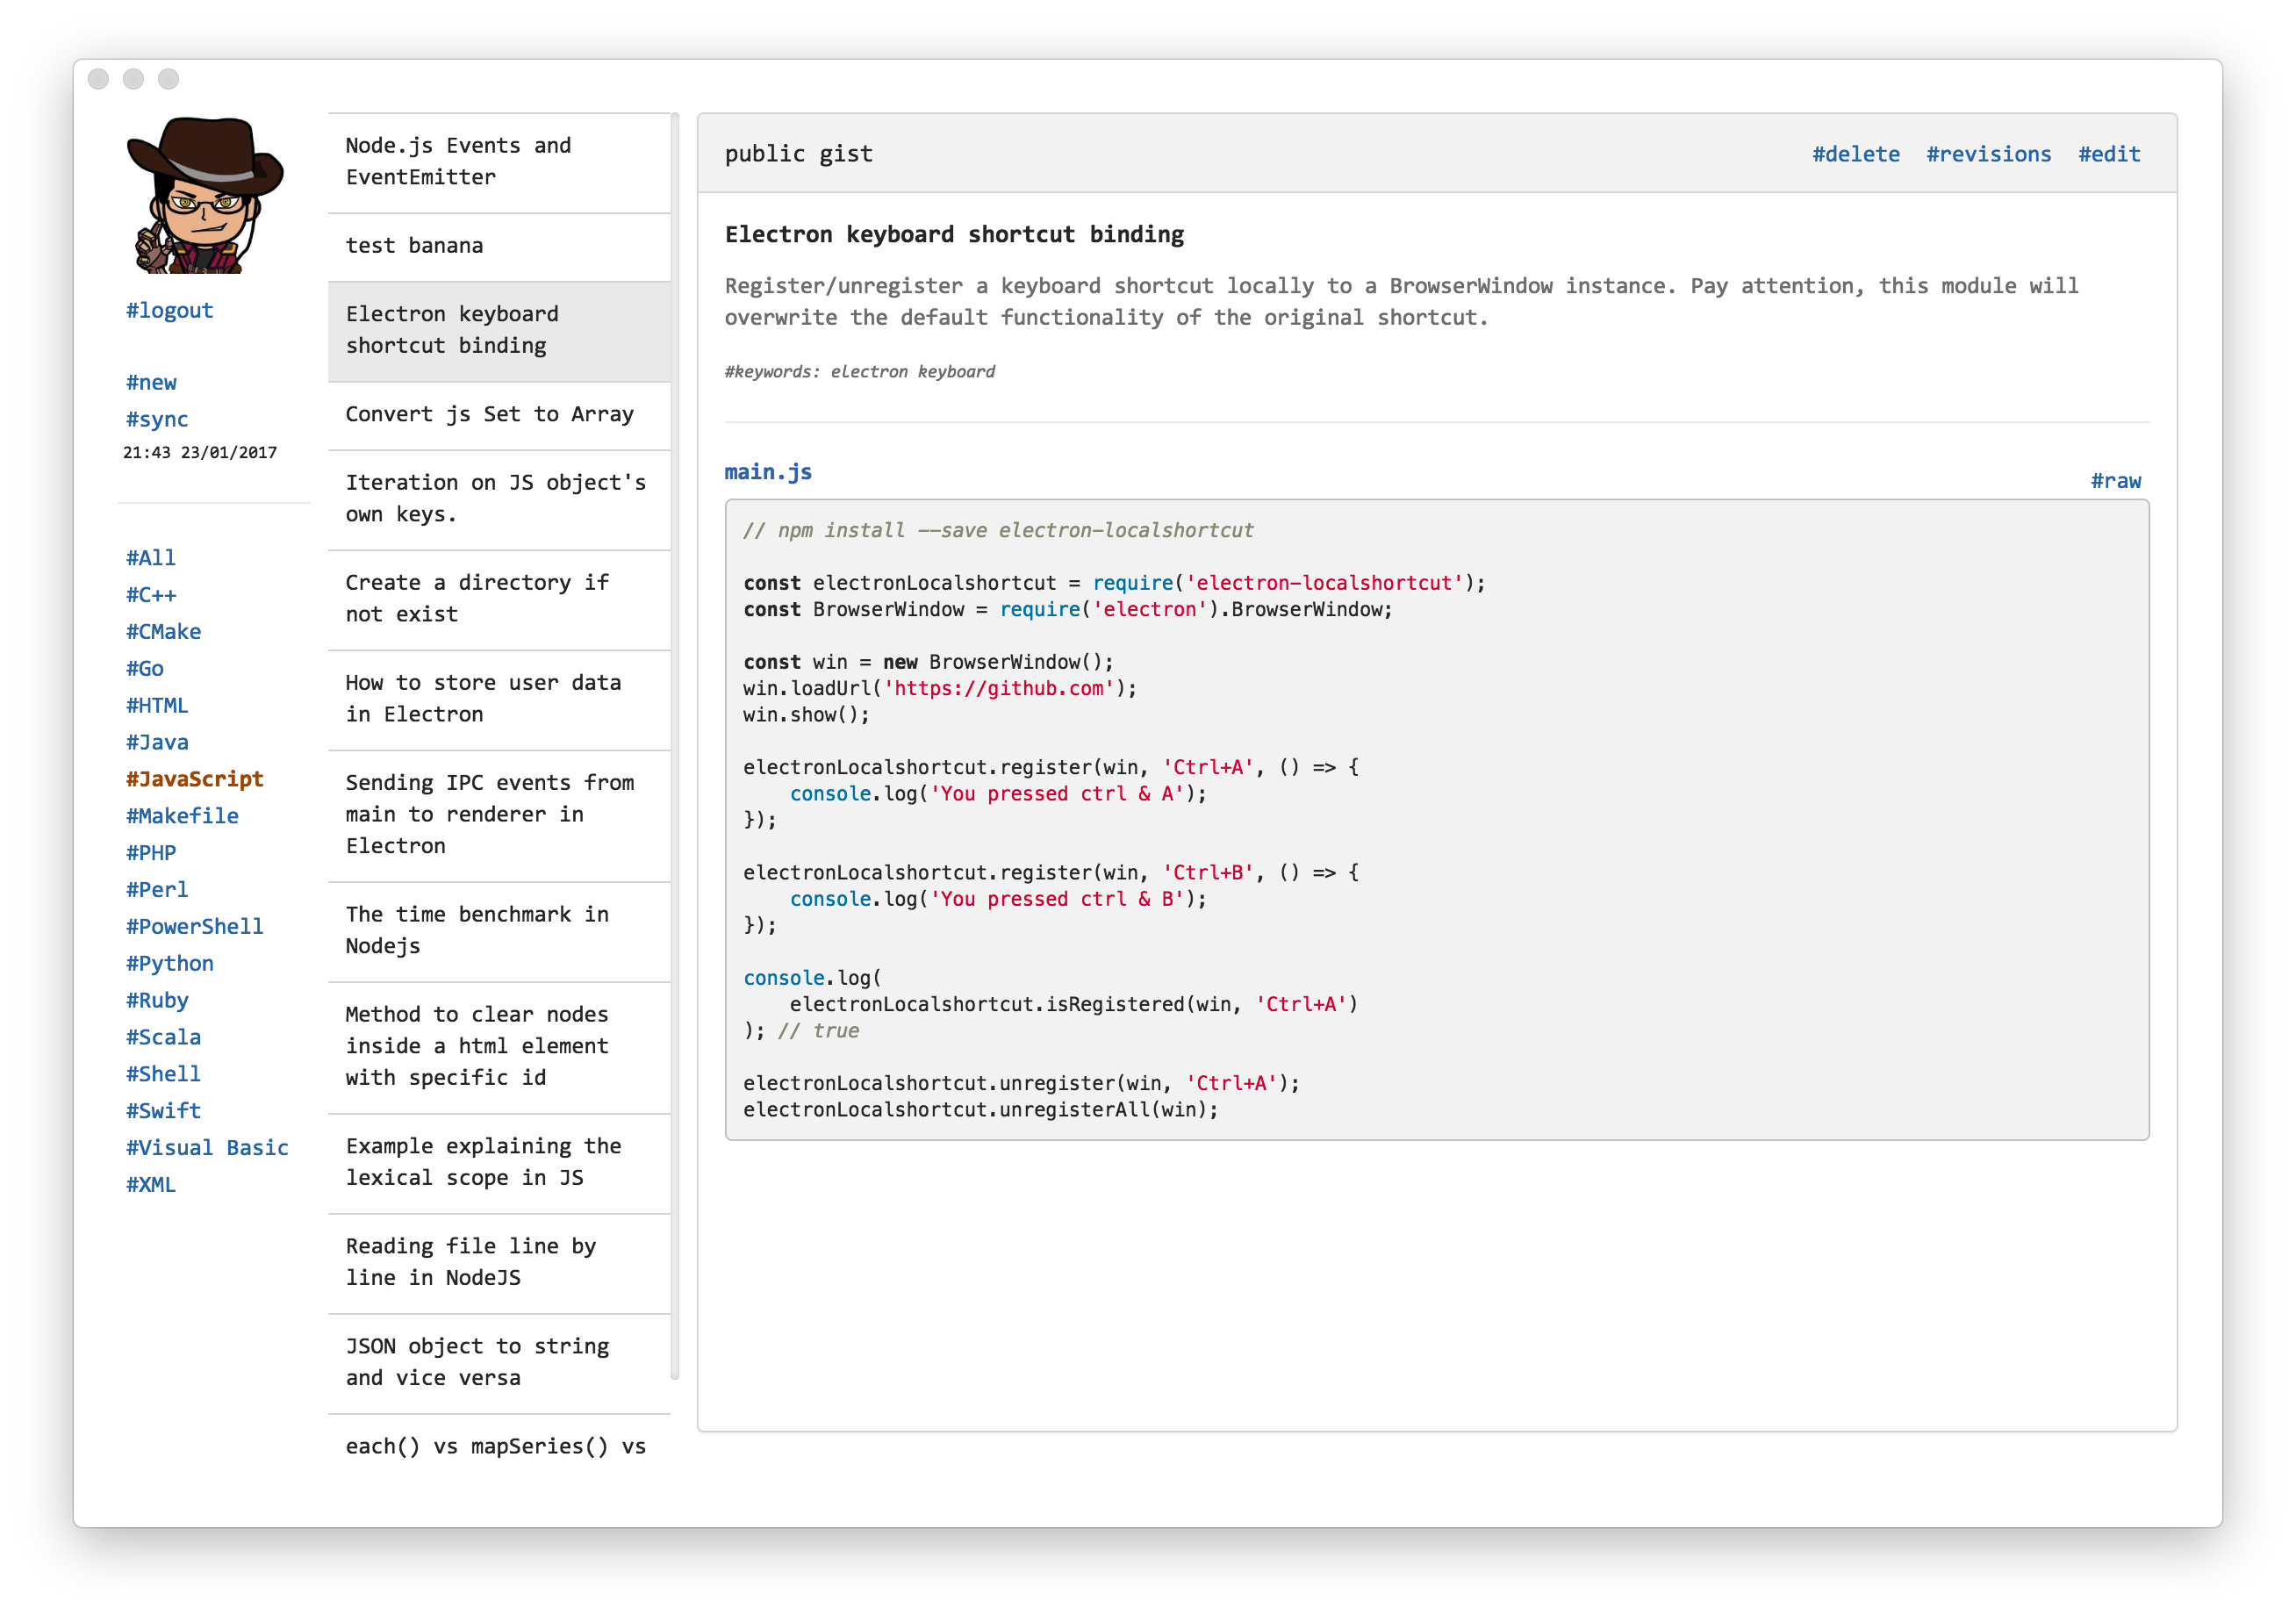 #logout
#new
#sync
21:43 23/01/2017
#All
#C++
#CMake
#Go
#HTML
#Java
#JavaScript
#Makefile
#PHP
#Perl
#PowerShell
#Python
#Ruby
#Scala
#Shell
#Swift
#Visual Basic
#XML
Node.js Events and
EventEmitter
test banana
Electron keyboard
shortcut binding
Convert js Set to Array
Iteration on JS object's
own keys.
Create a directory if
not exist
How to store user data
in Electron
Sending IPC events from
main to renderer in
Electron
The time benchmark in
Nodejs
Method to clear nodes
inside a html element
with specific id
Example explaining the
lexical scope in JS
Reading file line by
line in NodeJS
JSON object to string
and vice versa
each() vs mapSeries() vs
public gist
#delete #revisions #edit
Electron keyboard shortcut binding
Register/unregister a keyboard shortcut locally to a BrowserWindow instance. Pay attention, this module will
overwrite the default functionality of the original shortcut.
#keywords: electron keyboard
main.js
#raw
// npm install --save electron-localshortcut
const electronLocalshortcut = require('electron-localshortcut');
const BrowserWindow = require('electron').BrowserWindow;
const win = new BrowserWindow();
win.loadUrl('https://github.com');
win.show();
electronLocalshortcut.register(win, 'Ctrl+A', () => {
    console.log('You pressed ctrl & A');
});
electronLocalshortcut.register(win, 'Ctrl+B', () => {
    console.log('You pressed ctrl & B');
});
console.log(
    electronLocalshortcut.isRegistered(win, 'Ctrl+A')
); // true
electronLocalshortcut.unregister(win, 'Ctrl+A');
electronLocalshortcut.unregisterAll(win);